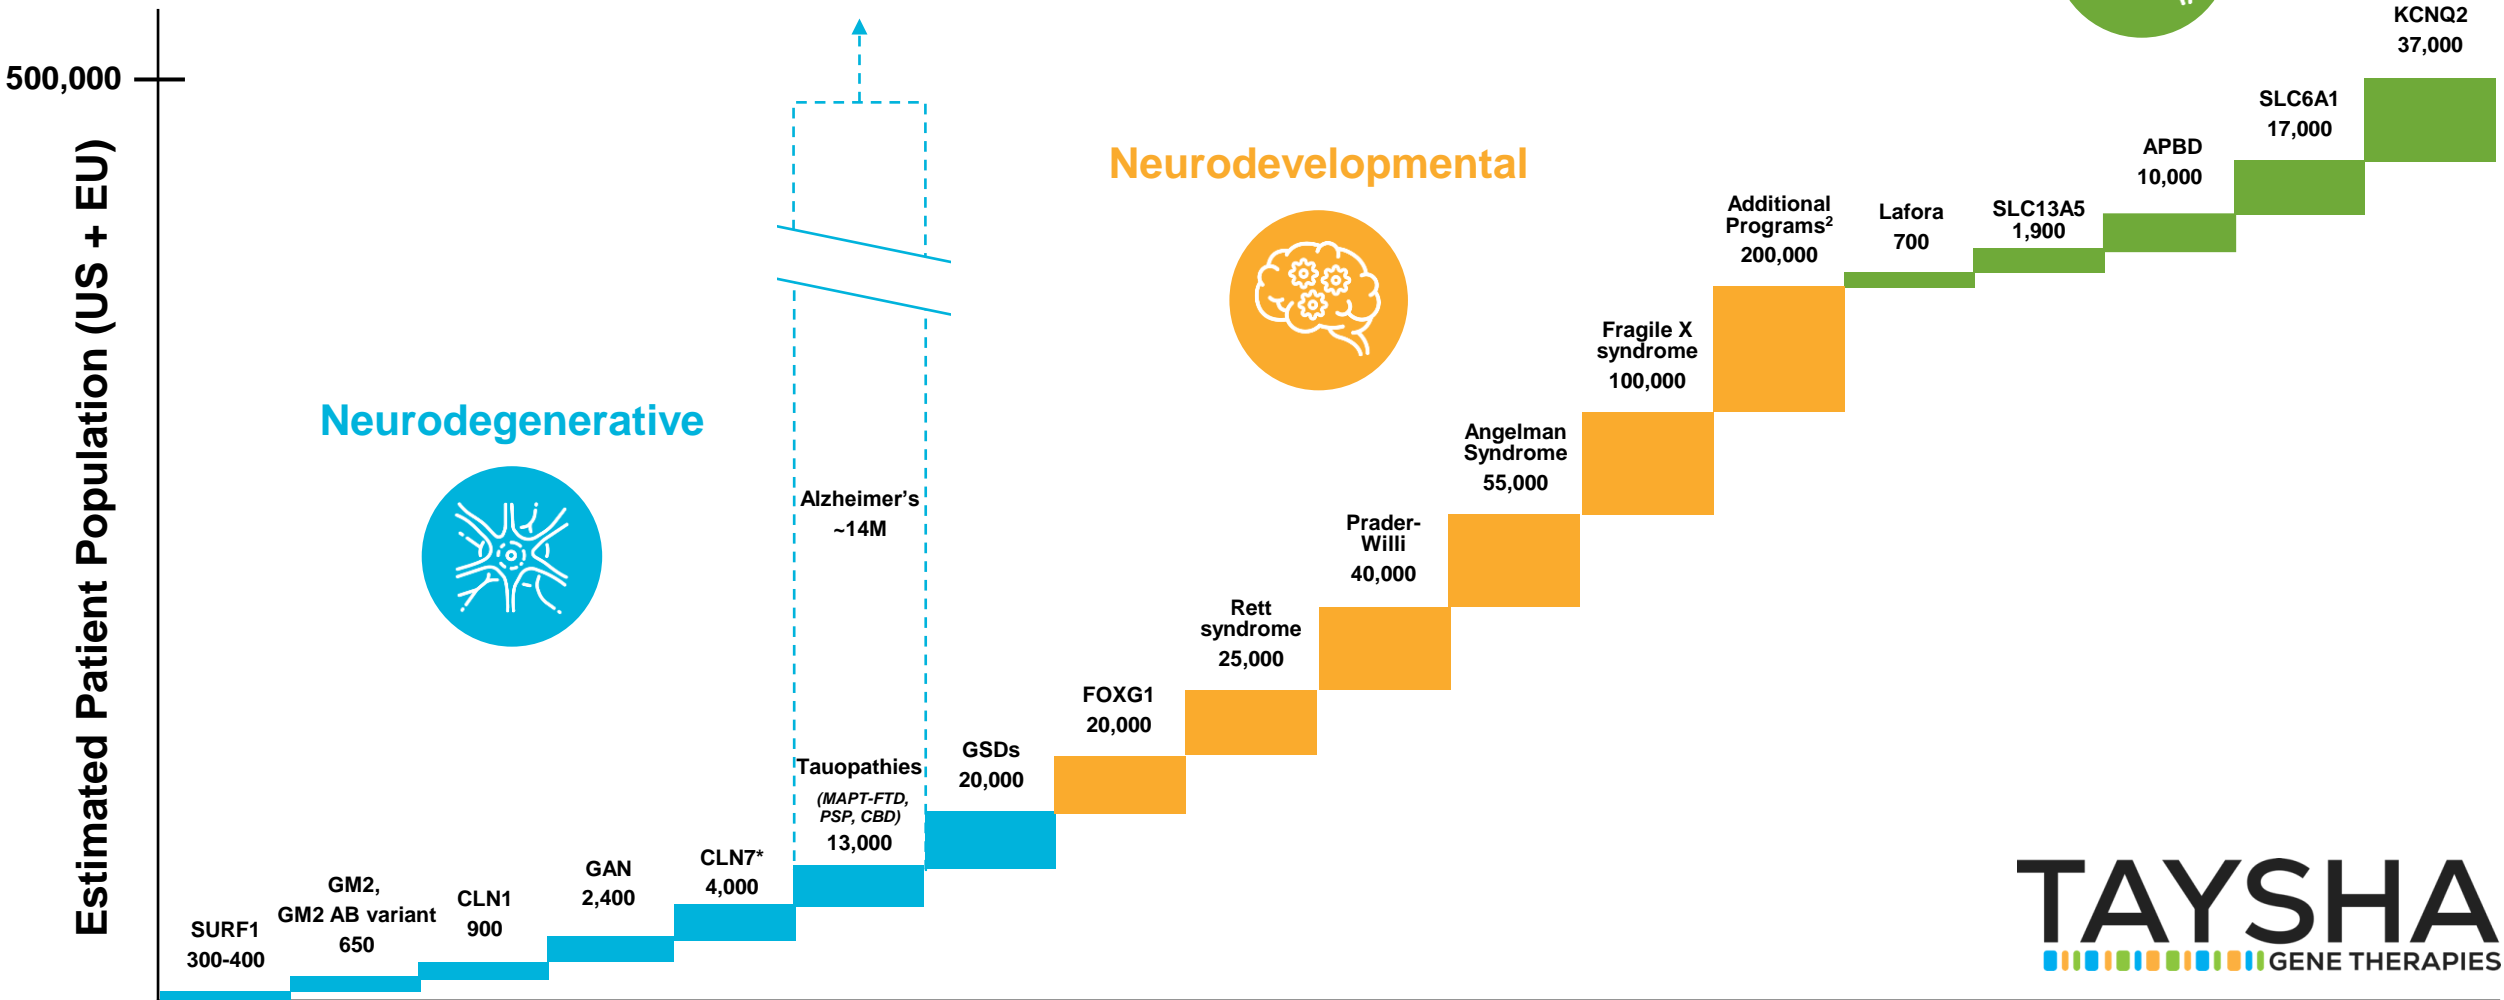 500,000
Estimated Patient Population (US + EU)
Neurodegenerative
Neurodevelopmental
SURF1
300-400
GM2,
GM2 AB variant
650
CLN1
900
GAN
2,400
CLN7*
4,000
Alzheimer’s
~14M
Tauopathies
(MAPT-FTD,
PSP, CBD)
13,000
GSDs
20,000
FOXG1
20,000
Rett
syndrome
25,000
Prader-
Willi
40,000
Angelman
Syndrome
55,000
Fragile X
syndrome
100,000
Additional
Programs2
200,000
Lafora
700
SLC13A5
1,900
APBD
10,000
SLC6A1
17,000
KCNQ2
37,000
TAYSHA
GENE THERAPIES